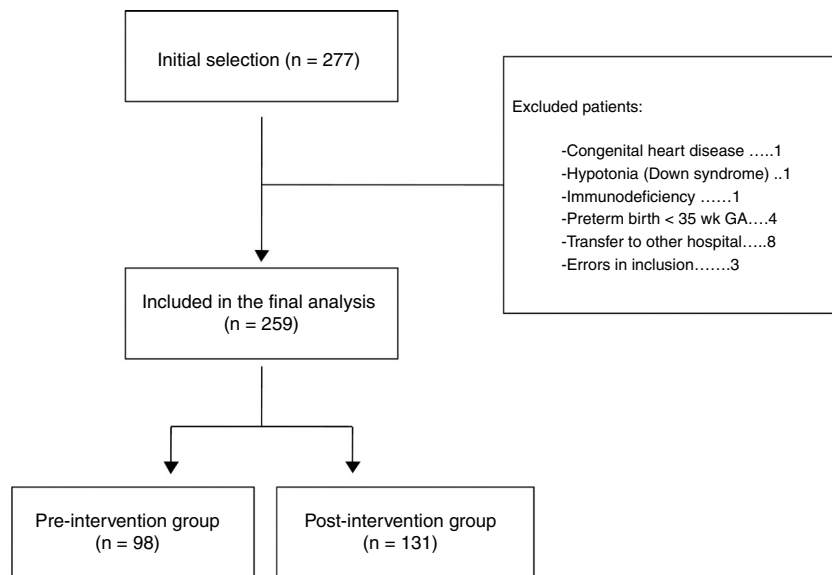 Initial selection (n = 277)
Excluded patients:
-Congenital heart disease …..1
-Hypotonia (Down syndrome) ..1
-Immunodeficiency ……1
-Preterm birth < 35 wk GA….4
-Transfer to other hospital…..8
-Errors in inclusion…….3
Included in the final analysis
(n = 259)
Pre-intervention group
(n = 98)
Post-intervention group
(n = 131)